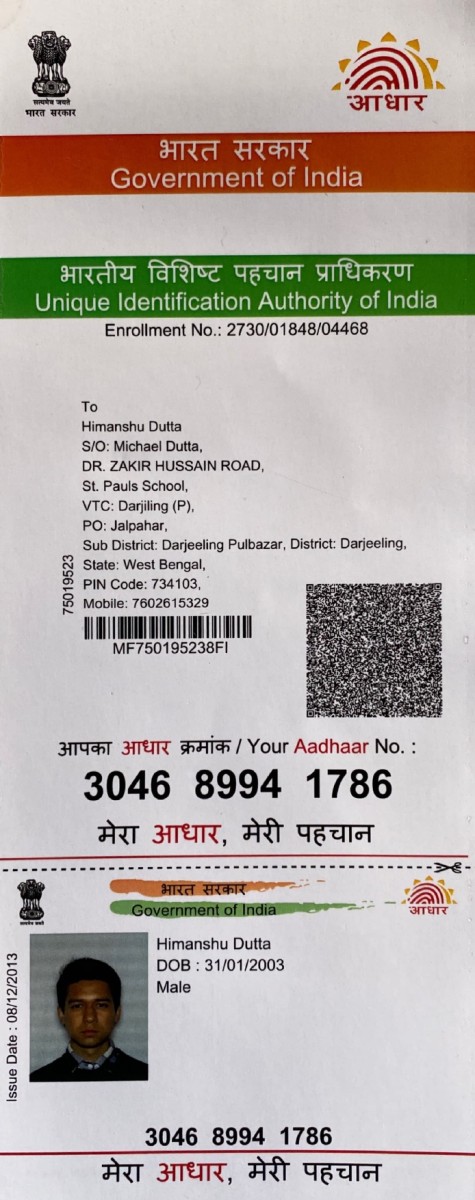 सत्यमेव जयते
भारत सरकार
आधार
भारत सरकार
Government of India
भारतीय विशिष्ट पहचान प्राधिकरण
Unique Identification Authority of India
Enrollment No.: 2730/01848/04468
To
Himanshu Dutta
S/O: Michael Dutta,
DR. ZAKIR HUSSAIN ROAD,
St. Pauls School,
VTC: Darjiling (P),
PO: Jalpahar,
Sub District: Darjeeling Pulbazar, District: Darjeeling,
State: West Bengal,
PIN Code: 734103,
Mobile: 7602615329
75019523
MF750195238FI
आपका आधार क्रमांक / Your Aadhaar No. :
3046 8994 1786
मेरा आधार, मेरी पहचान
भारत सरकार
Government of India
आधार
Issue Date : 08/12/2013
Himanshu Dutta
DOB : 31/01/2003
Male
3046 8994 1786
मेरा आधार, मेरी पहचान